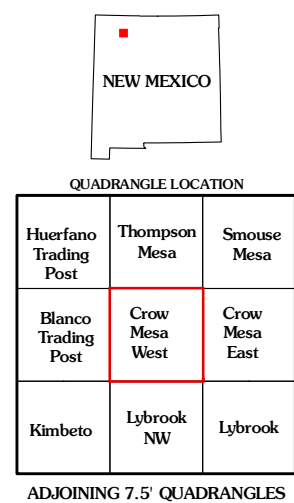 NEW MEXICO
QUADRANGLE LOCATION
Huerfano
Trading
Post
Thompson
Mesa
Smouse
Mesa
Blanco
Trading
Post
Crow
Mesa
West
Crow
Mesa
East
Kimbeto
Lybrook
NW
Lybrook
ADJOINING 7.5' QUADRANGLES